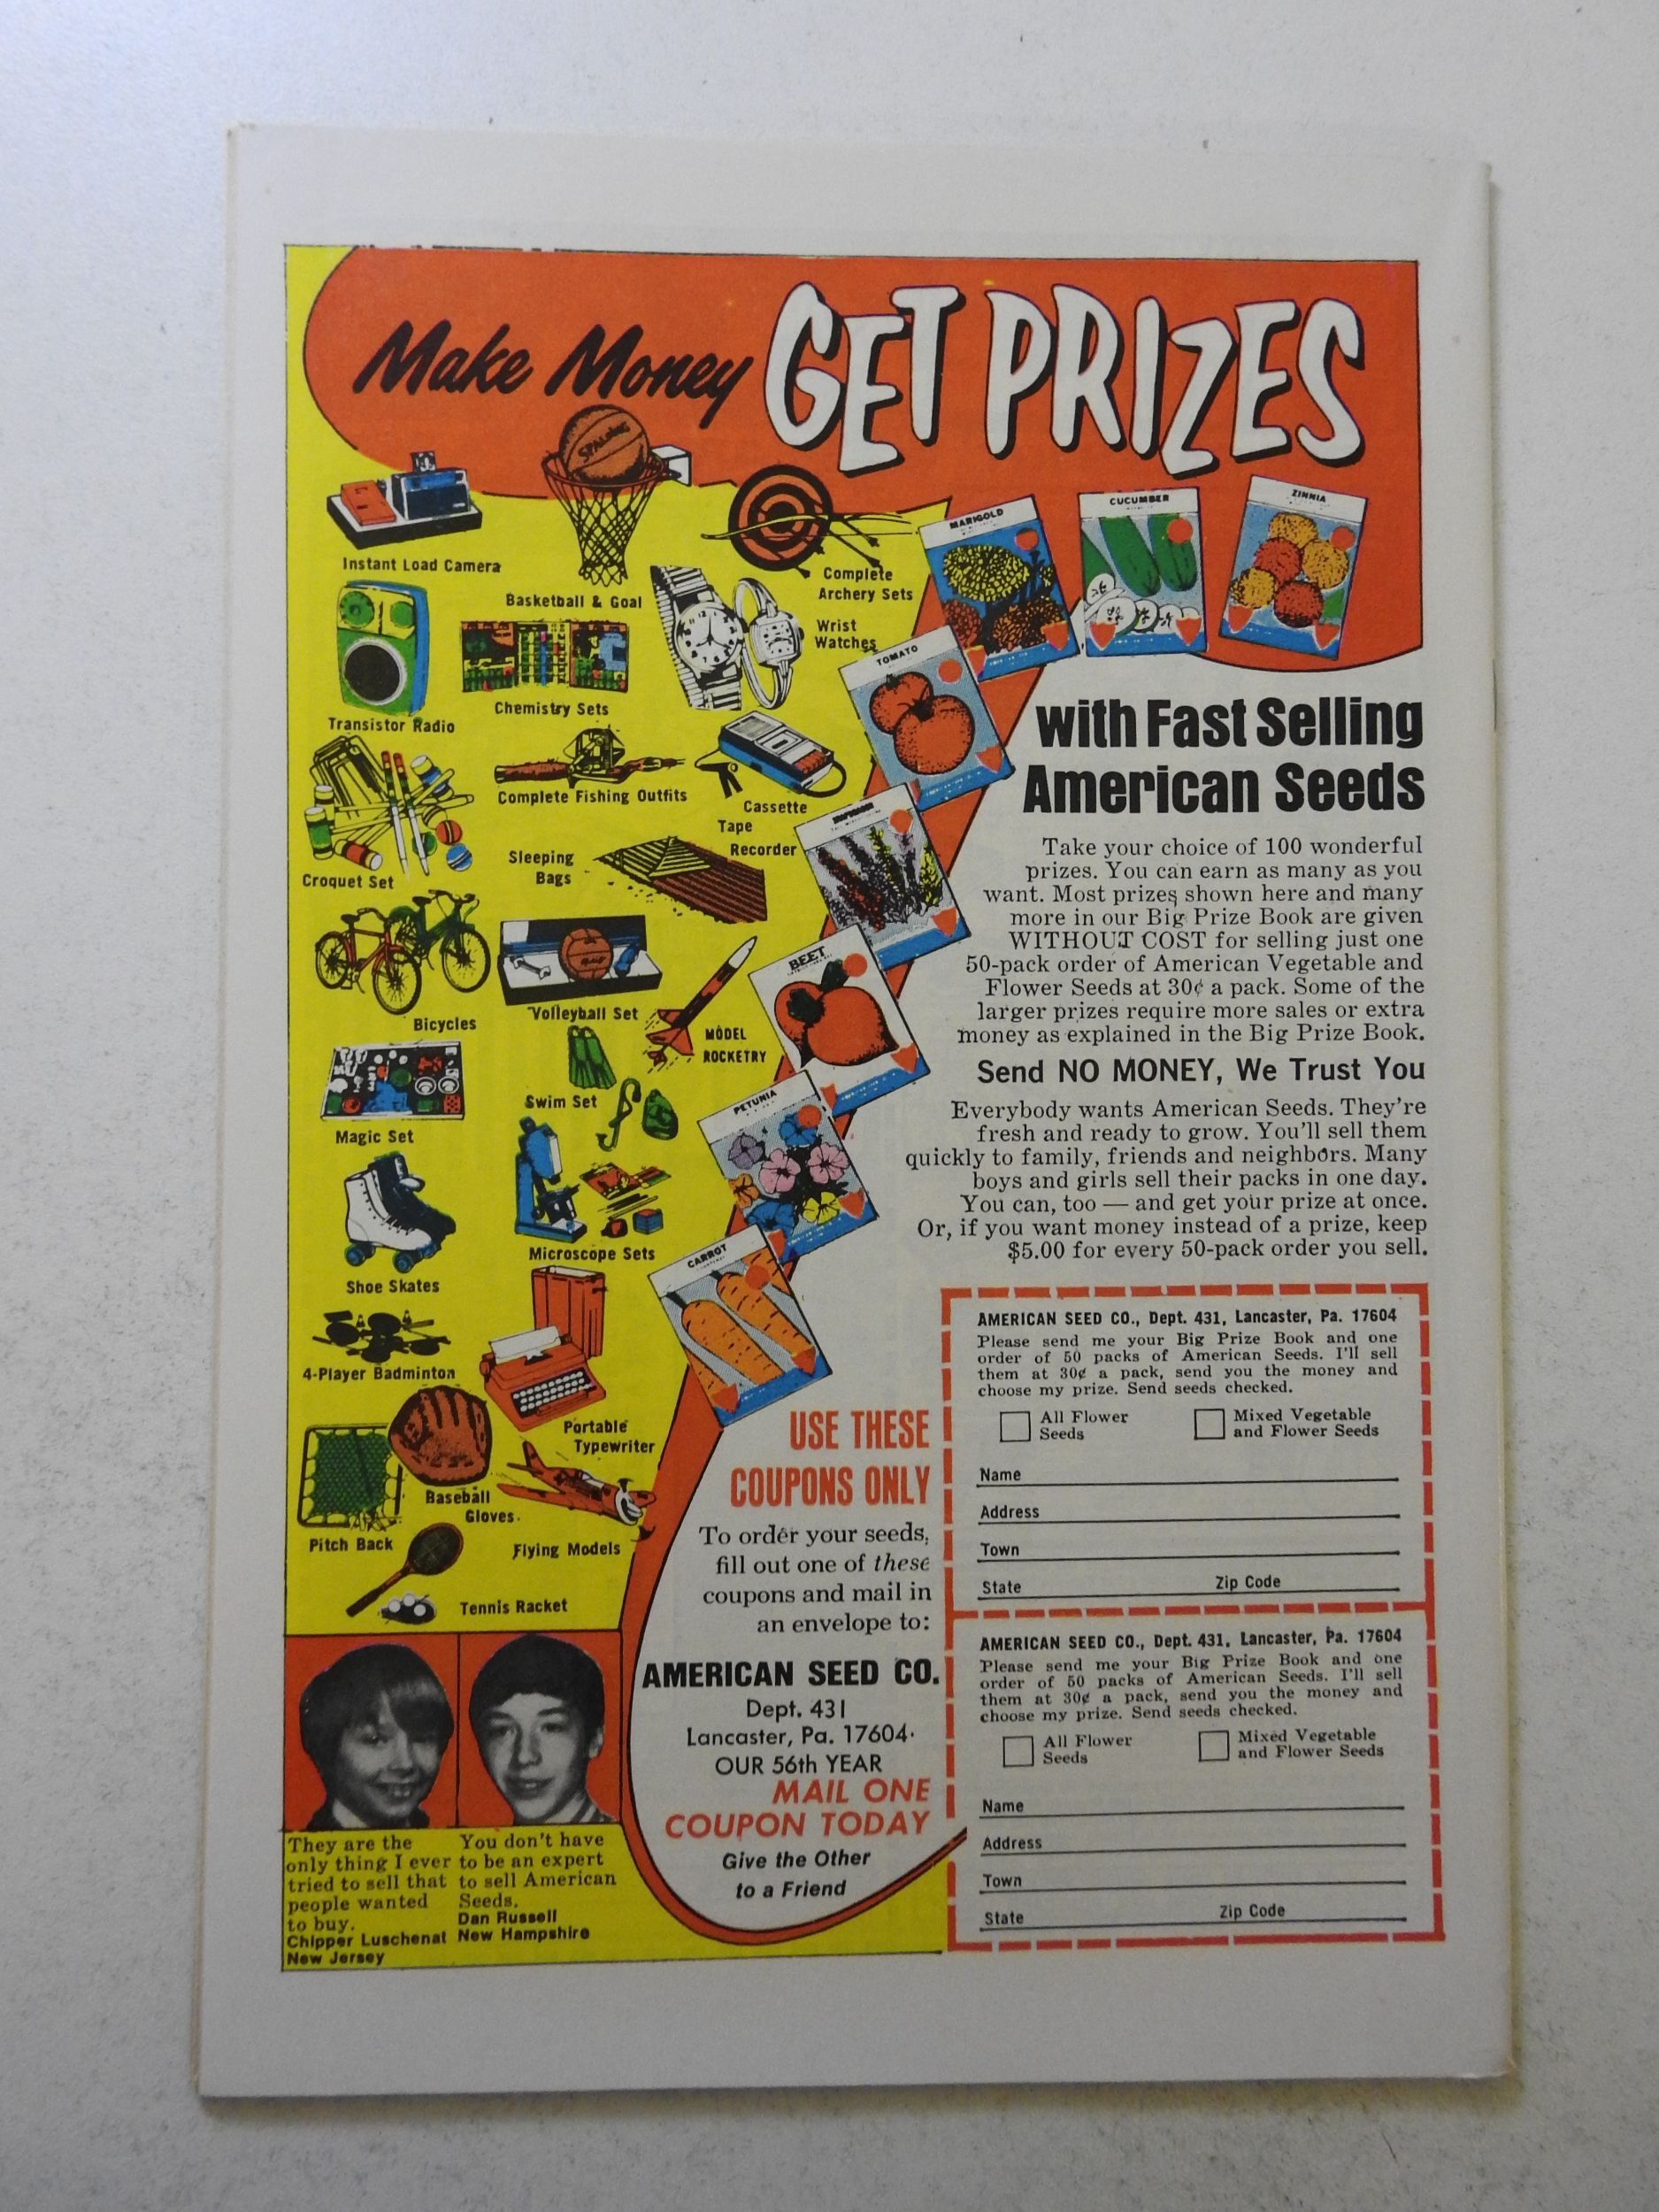 Make Money GET PRIZES
SPALDING
Instant Load Camera
Basketball & Goal
Complete
Archery Sets
Wrist
Watches
Transistor Radio
Chemistry Sets
Complete Fishing Outfits
Cassette
Tape
Recorder
Croquet Set
Sleeping
Bags
Bicycles
Volleyball Set
MODEL
ROCKETRY
Magic Set
Swim Set
Shoe Skates
Microscope Sets
4-Player Badminton
Portable
Typewriter
Pitch Back
Baseball
Gloves
Flying Models
Tennis Racket
MARIGOLD
CUCUMBER
ZINNIA
TOMATO
BEET
PETUNIA
CARROT
with Fast Selling
American Seeds
Take your choice of 100 wonderful
prizes. You can earn as many as you
want. Most prizes shown here and many
more in our Big Prize Book are given
WITHOUT COST for selling just one
50-pack order of American Vegetable and
Flower Seeds at 30¢ a pack. Some of the
larger prizes require more sales or extra
money as explained in the Big Prize Book.
Send NO MONEY, We Trust You
Everybody wants American Seeds. They're
fresh and ready to grow. You'll sell them
quickly to family, friends and neighbors. Many
boys and girls sell their packs in one day.
You can, too — and get your prize at once.
Or, if you want money instead of a prize, keep
$5.00 for every 50-pack order you sell.
USE THESE
COUPONS ONLY
To order your seeds,
fill out one of these
coupons and mail in
an envelope to:
AMERICAN SEED CO.
Dept. 431
Lancaster, Pa. 17604
OUR 56th YEAR
MAIL ONE
COUPON TODAY
Give the Other
to a Friend
They are the
only thing I ever
tried to sell that
people wanted
to buy.
Chipper Luschenat
New Jersey
You don't have
to be an expert
to sell American
Seeds.
Dan Russell
New Hampshire
AMERICAN SEED CO., Dept. 431, Lancaster, Pa. 17604
Please send me your Big Prize Book and one
order of 50 packs of American Seeds. I'll sell
them at 30¢ a pack, send you the money and
choose my prize. Send seeds checked.
All Flower
Seeds
Mixed Vegetable
and Flower Seeds
Name
Address
Town
State Zip Code
AMERICAN SEED CO., Dept. 431, Lancaster, Pa. 17604
Please send me your Big Prize Book and one
order of 50 packs of American Seeds. I'll sell
them at 30¢ a pack, send you the money and
choose my prize. Send seeds checked.
All Flower
Seeds
Mixed Vegetable
and Flower Seeds
Name
Address
Town
State Zip Code